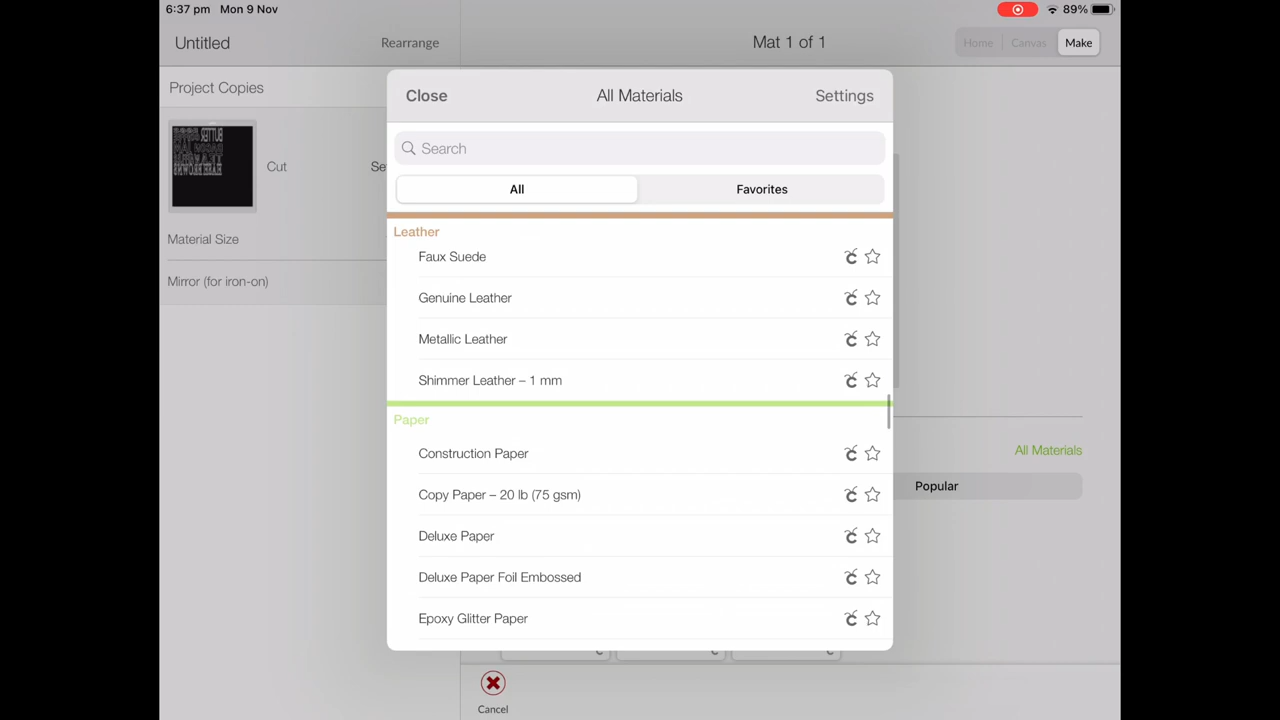 6:37 pm Mon 9 Nov
89%
Untitled
Rearrange
Mat 1 of 1
Home
Canvas
Make
Project Copies
Cut
Se
Material Size
Mirror (for iron-on)
Close
All Materials
Settings
Search
All
Favorites
Leather
Faux Suede
Genuine Leather
Metallic Leather
Shimmer Leather – 1 mm
Paper
Construction Paper
Copy Paper – 20 lb (75 gsm)
Deluxe Paper
Deluxe Paper Foil Embossed
Epoxy Glitter Paper
All Materials
Popular
Cancel